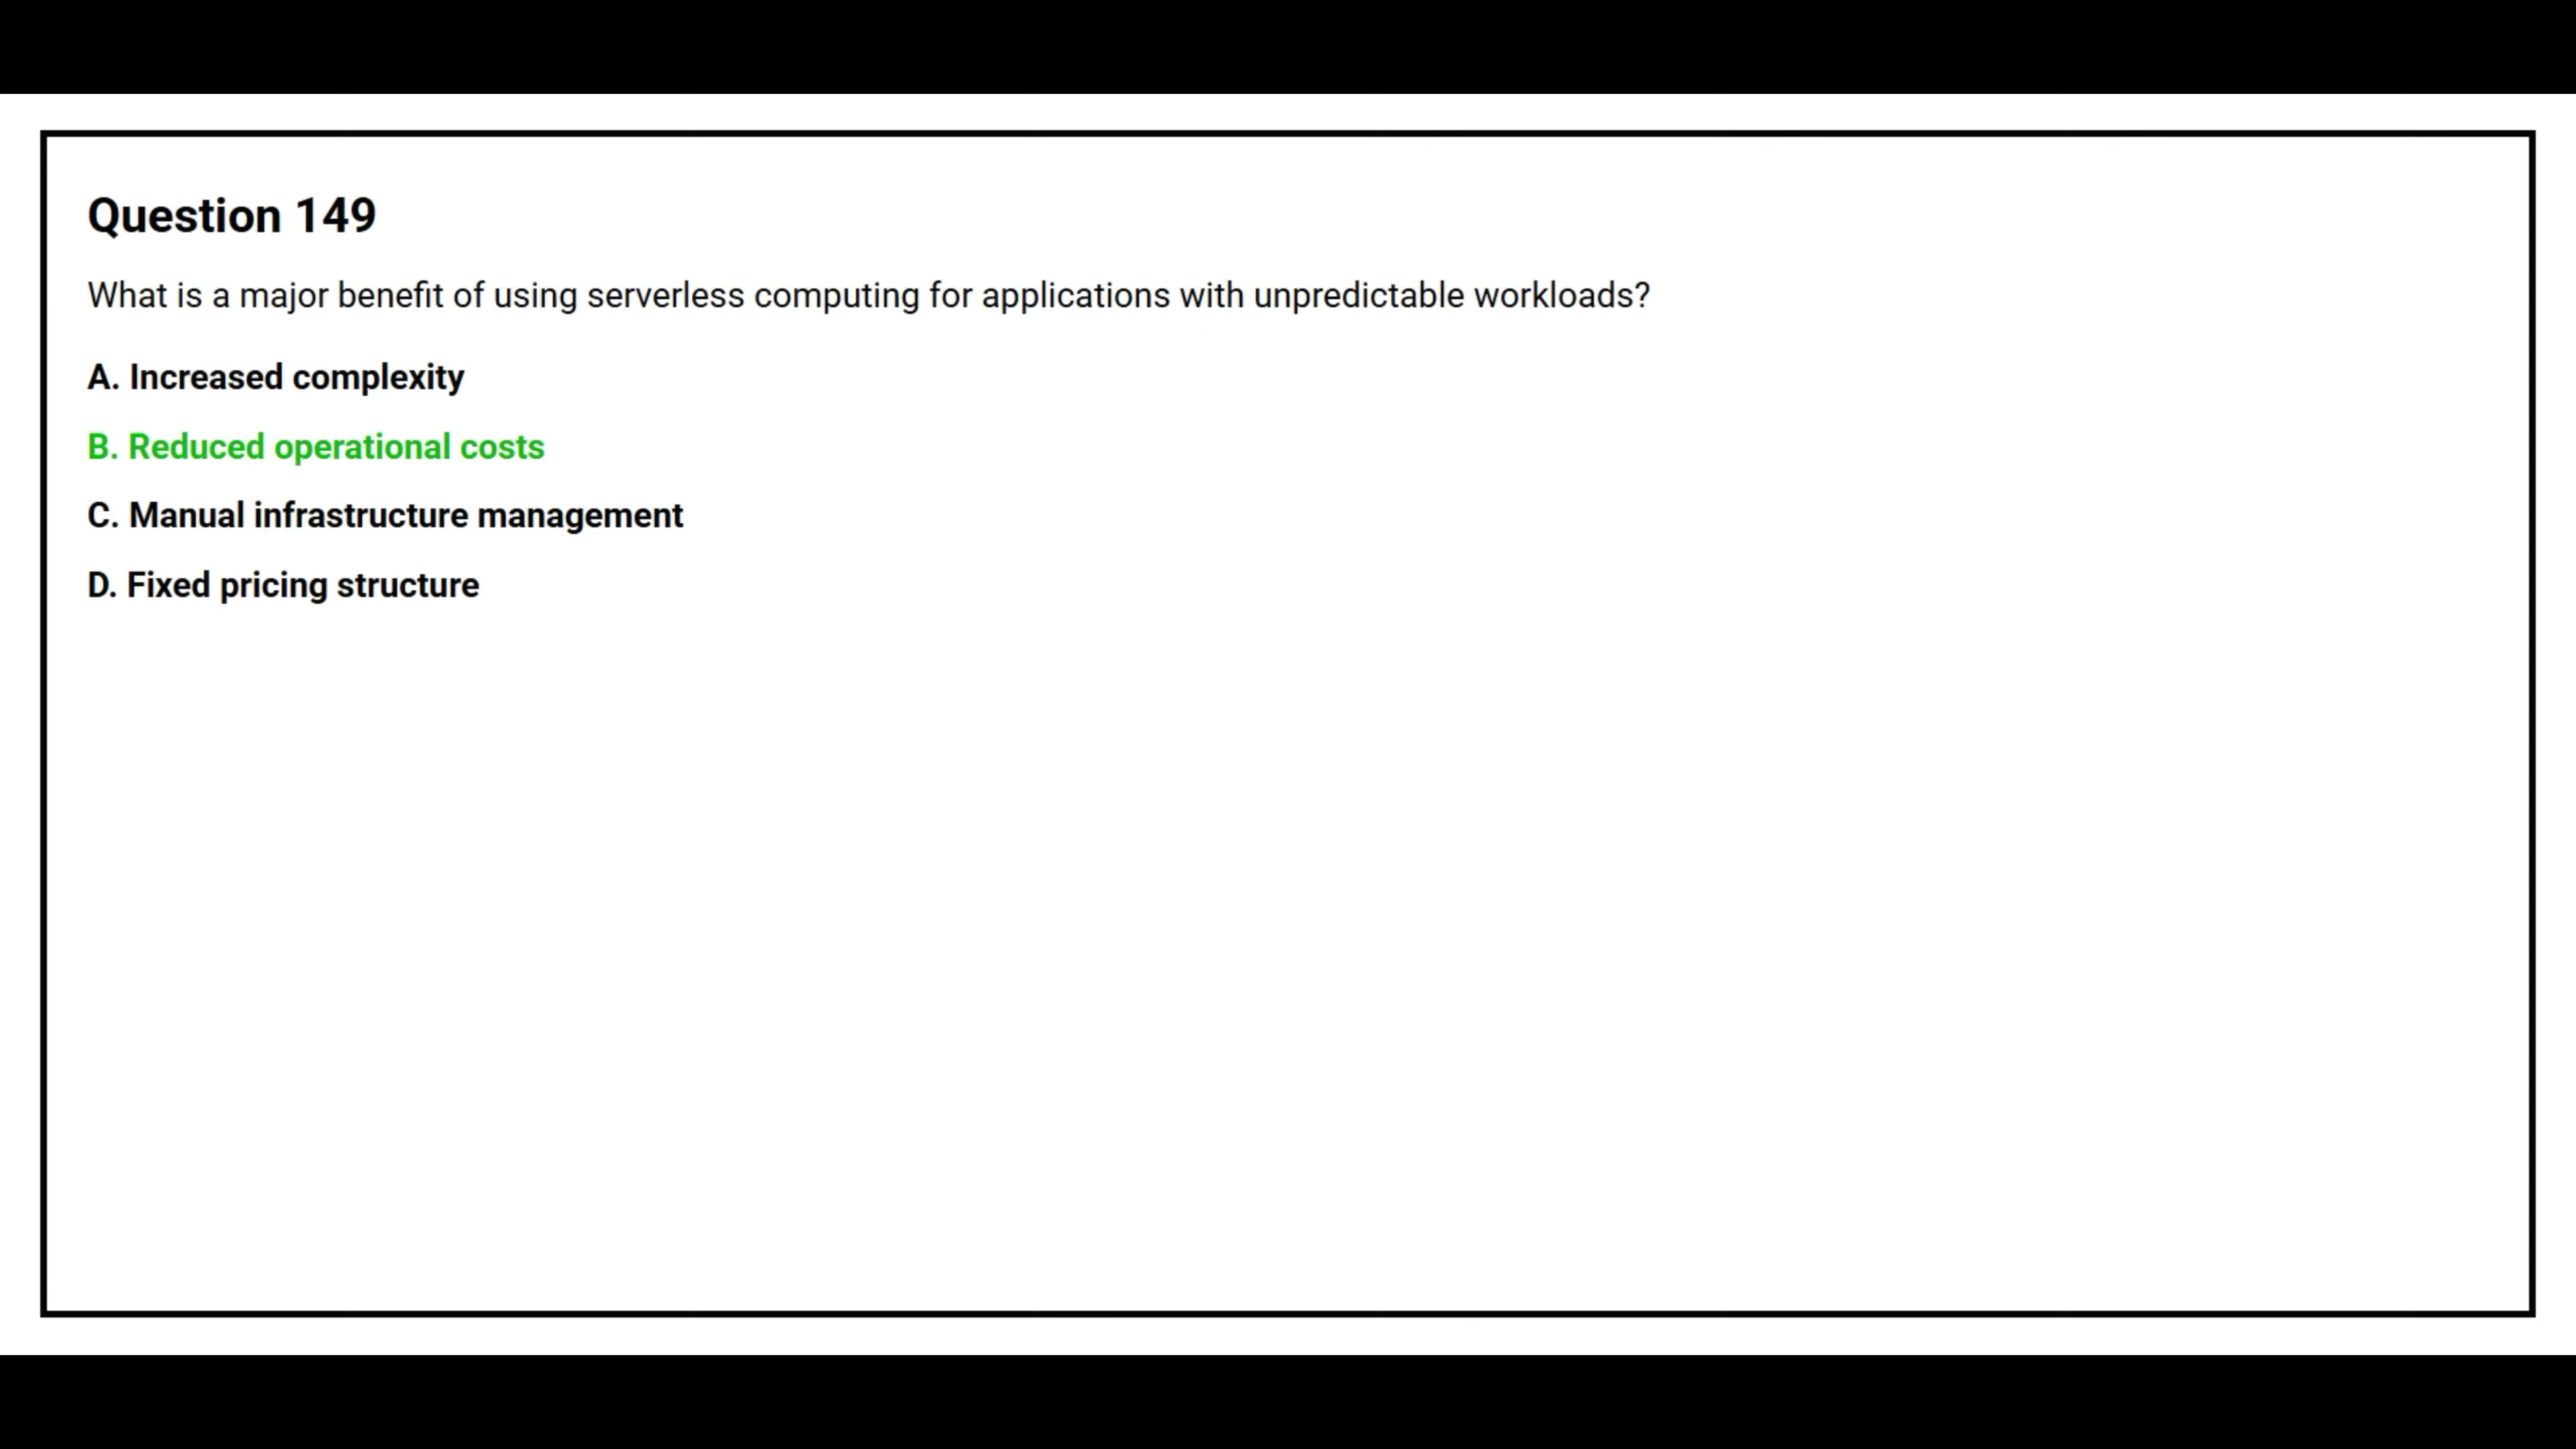 Question 149
What is a major benefit of using serverless computing for applications with unpredictable workloads?
A. Increased complexity
B. Reduced operational costs
C. Manual infrastructure management
D. Fixed pricing structure